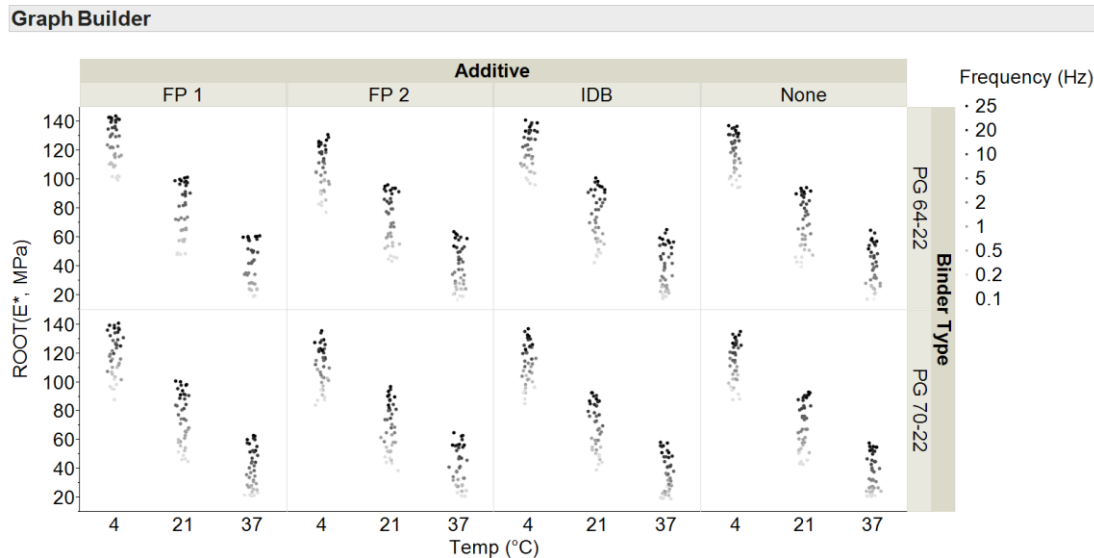 Graph Builder
Additive
FP 1 FP 2 IDB None
Frequency (Hz)
25
20
10
5
2
1
0.5
0.2
0.1
ROOT(E*, MPa)
140
120
100
80
60
40
20
140
120
100
80
60
40
20
PG 64-22
PG 70-22
Binder Type
4 21 37 4 21 37 4 21 37 4 21 37
Temp (°C)